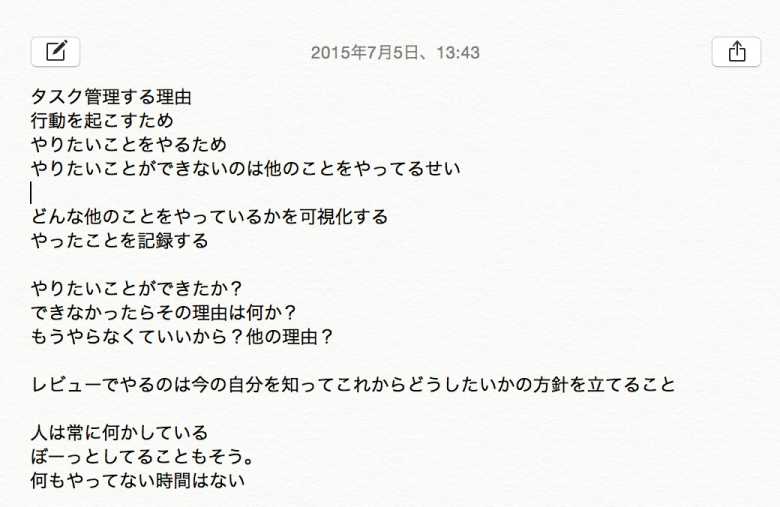 2015年7月5日、13:43
タスク管理する理由
行動を起こすため
やりたいことをやるため
やりたいことができないのは他のことをやってるせい
どんな他のことをやっているかを可視化する
やったことを記録する
やりたいことができたか？
できなかったらその理由は何か？
もうやらなくていいから？他の理由？
レビューでやるのは今の自分を知ってこれからどうしたいかの方針を立てること
人は常に何かしている
ぼーっとしてることもそう。
何もやってない時間はない